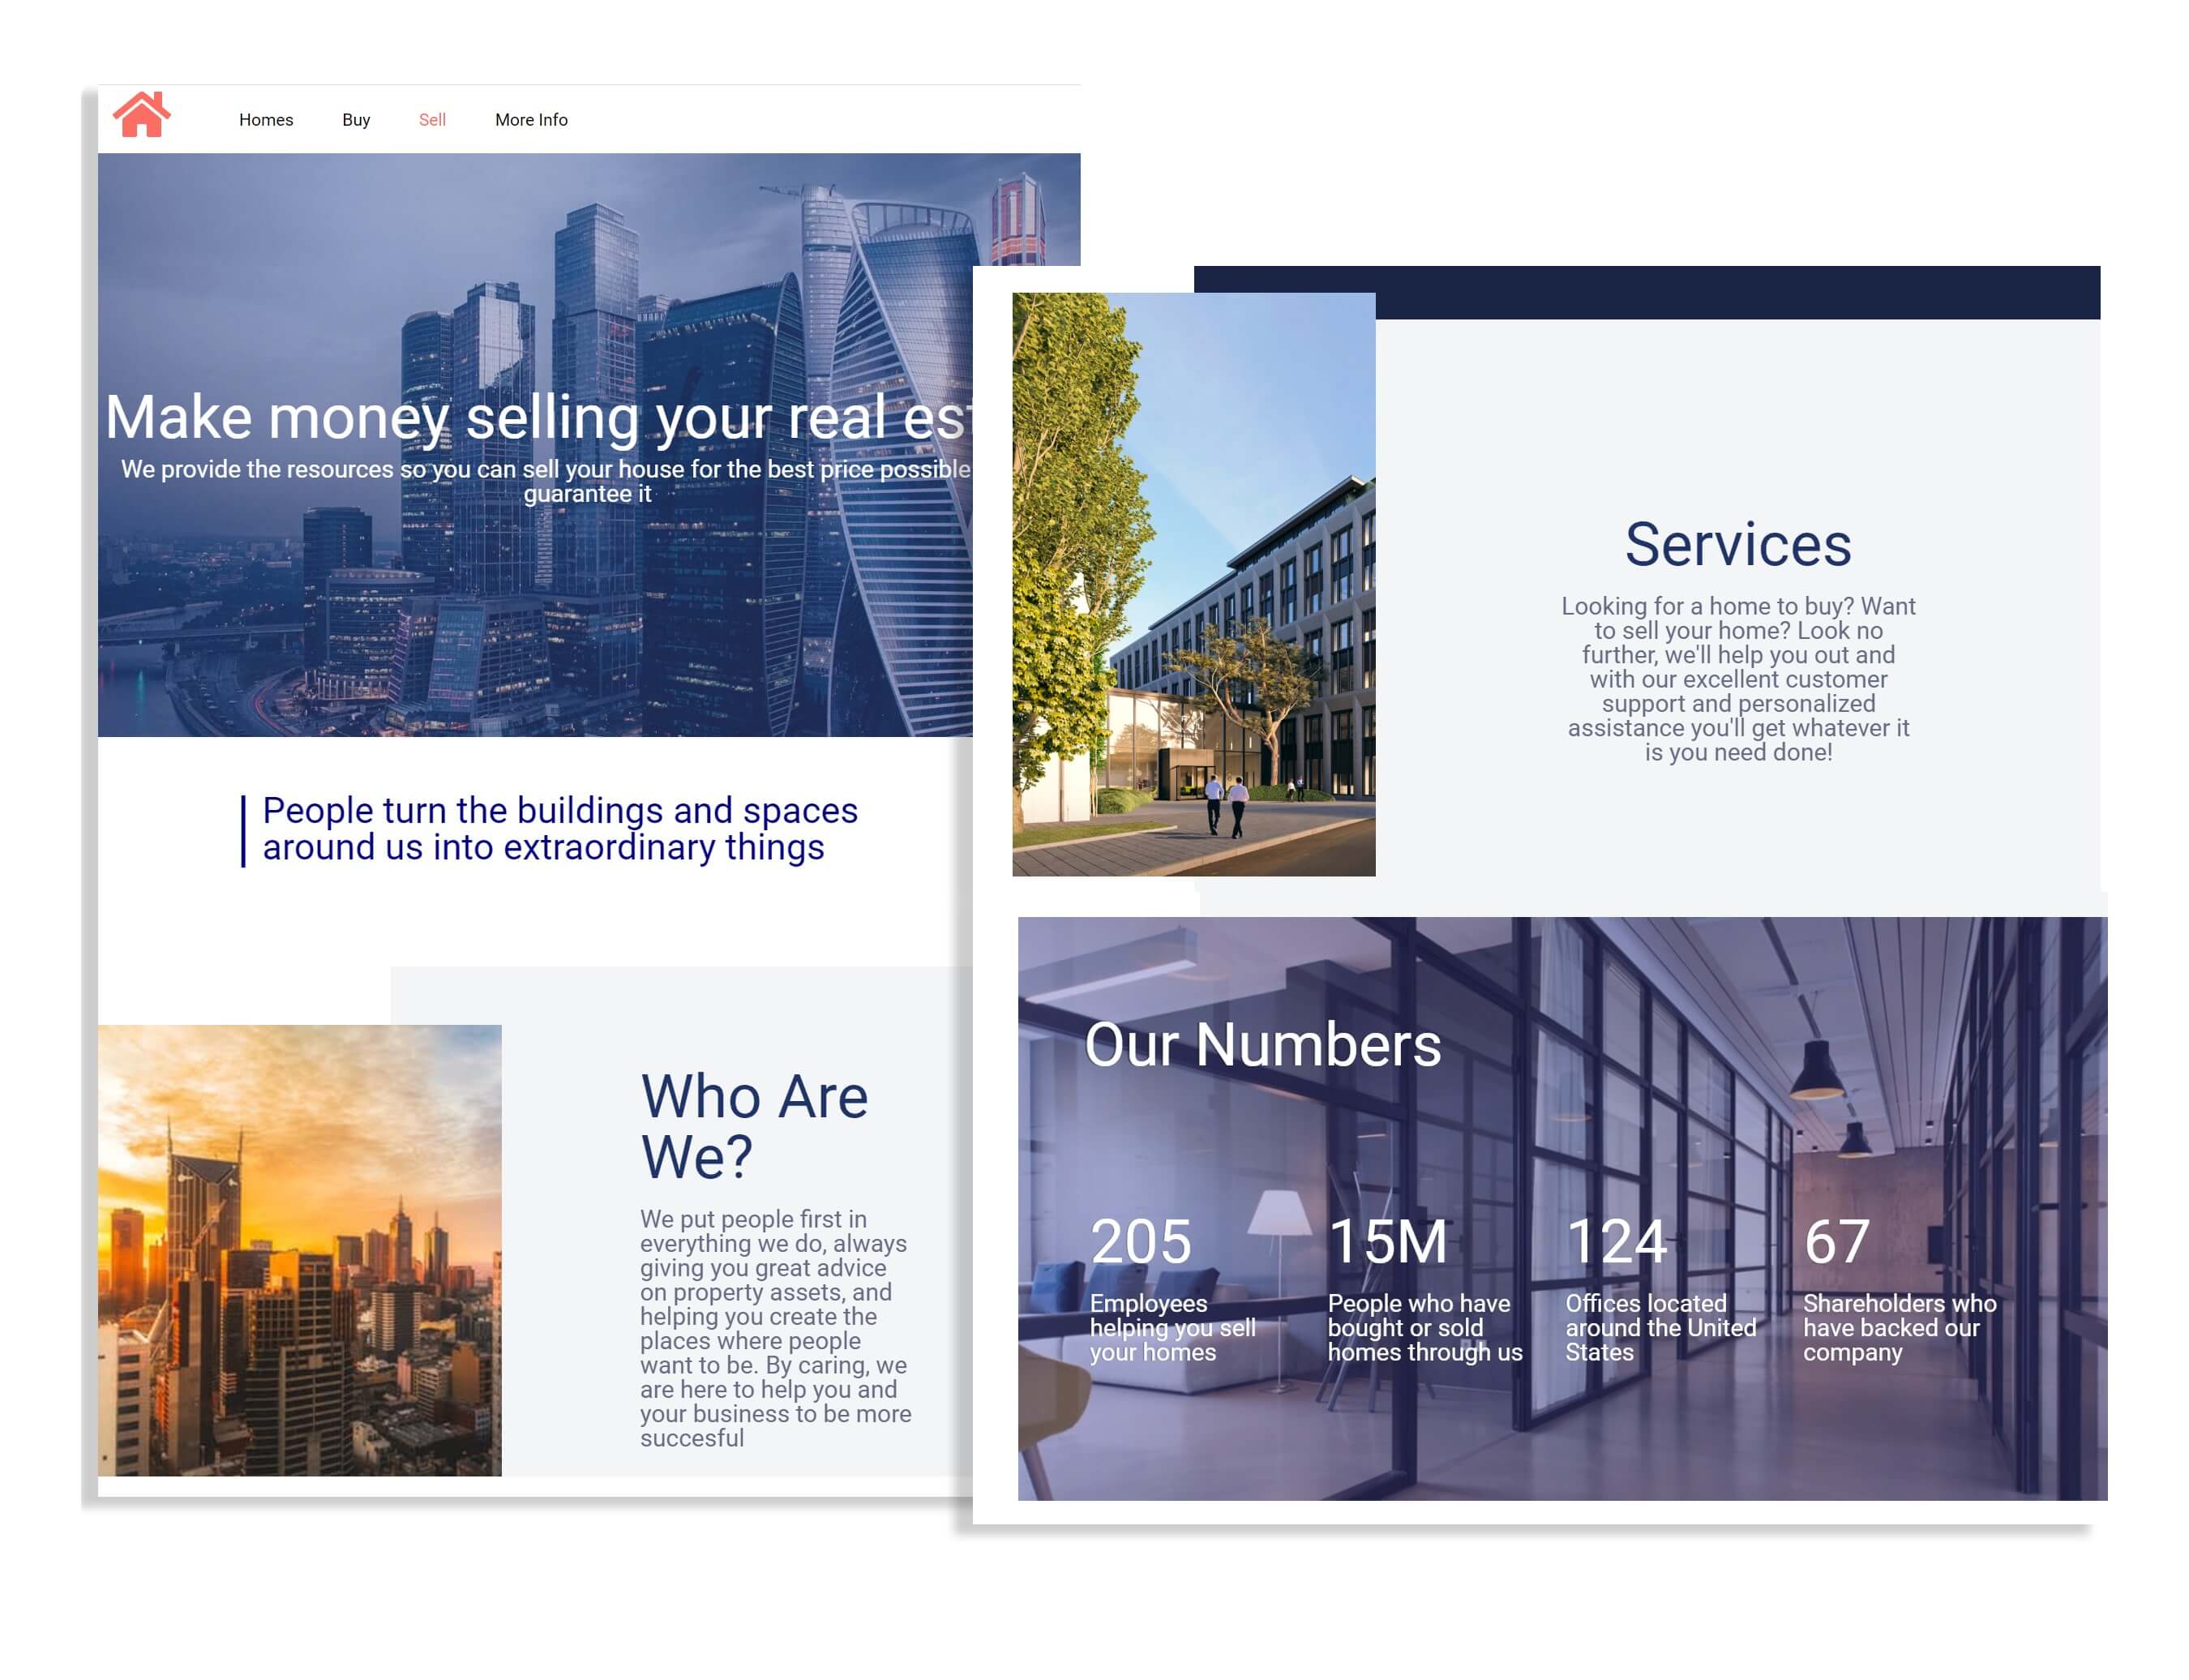 Homes Buy Sell More Info
Make money selling your real
We provide the resources so you can sell your house for the best price possible
guarantee it
People turn the buildings and spaces
around us into extraordinary things
Who Are
We?
We put people first in
everything we do, always
giving you great advice
on property assets, and
helping you create the
places where people
want to be. By caring, we
are here to help you and
your business to be more
succesful
Services
Looking for a home to buy? Want
to sell your home? Look no
further, we'll help you out and
with our excellent customer
support and personalized
assistance you'll get whatever it
is you need done!
Our Numbers
205
Employees
helping you sell
your homes
15M
People who have
bought or sold
homes through us
124
Offices located
around the United
States
67
Shareholders who
have backed our
company